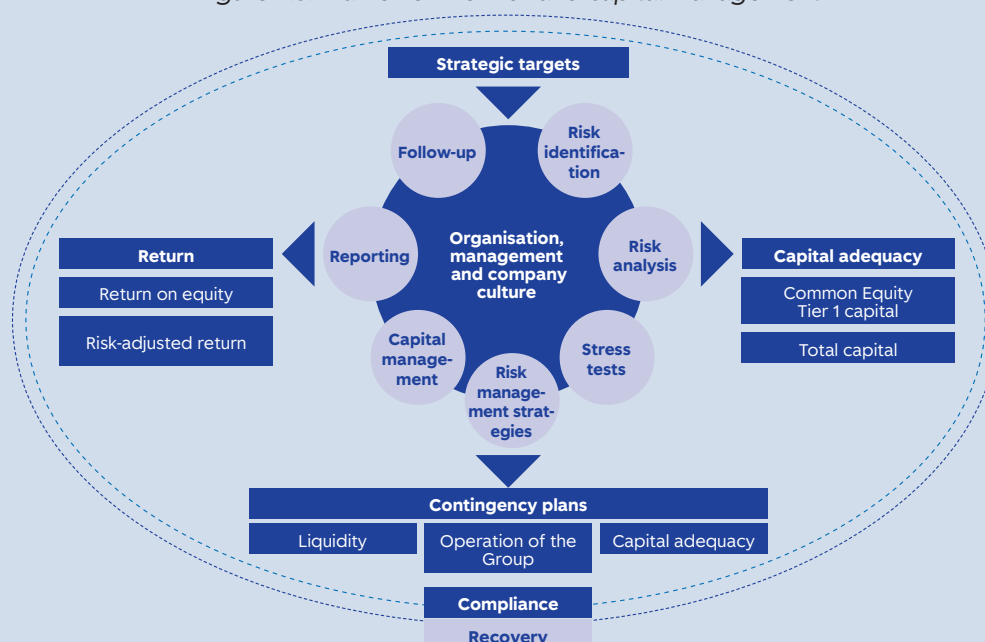 Strategic targets
Follow-up
Risk
identifica-
tion
Reporting
Organisation,
management
and company
culture
Risk
analysis
Return
Return on equity
Risk-adjusted return
Capital adequacy
Common Equity
Tier 1 capital
Total capital
Capital
manage-
ment
Risk
manage-
ment strat-
egies
Stress
tests
Contingency plans
Liquidity
Operation of the
Group
Capital adequacy
Compliance
Recovery